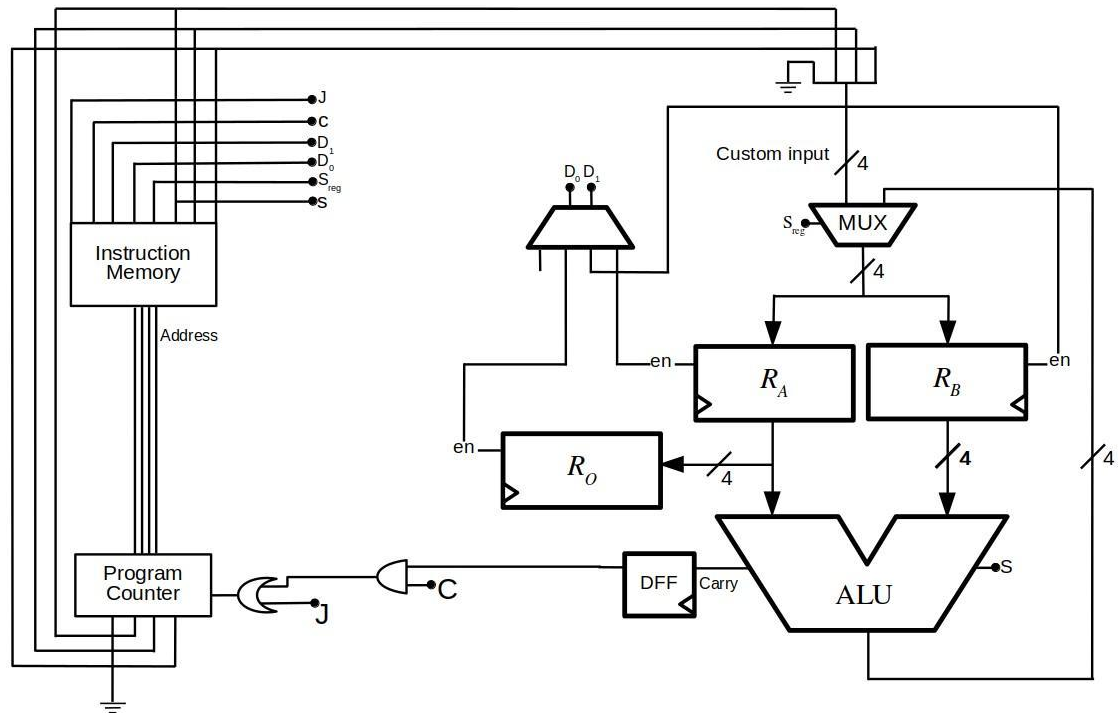 J
C
D1
D0
Sreg
S
Instruction
Memory
Address
Custom input
4
D0 D1
Sreg
MUX
4
en
RA
RB
en
en
RO
4
4
4
Program
Counter
J
C
DFF
Carry
ALU
S